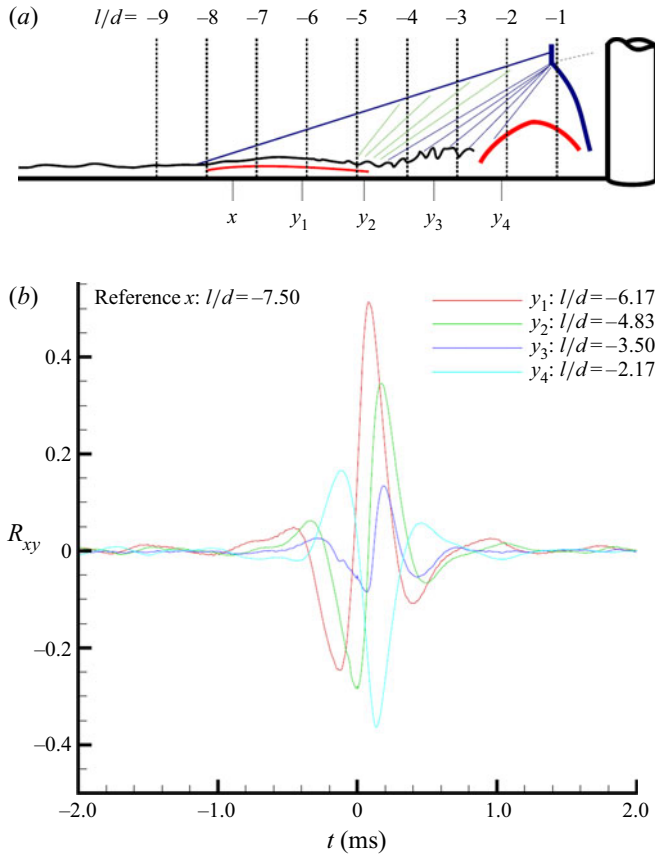 (a) l/d = –9 –8 –7 –6 –5 –4 –3 –2 –1
x y1 y2 y3 y4
(b) Reference x: l/d = –7.50
y1: l/d = –6.17
y2: l/d = –4.83
y3: l/d = –3.50
y4: l/d = –2.17
0.4
0.2
Rxy 0
–0.2
–0.4
–2.0 –1.0 0 1.0 2.0
t (ms)